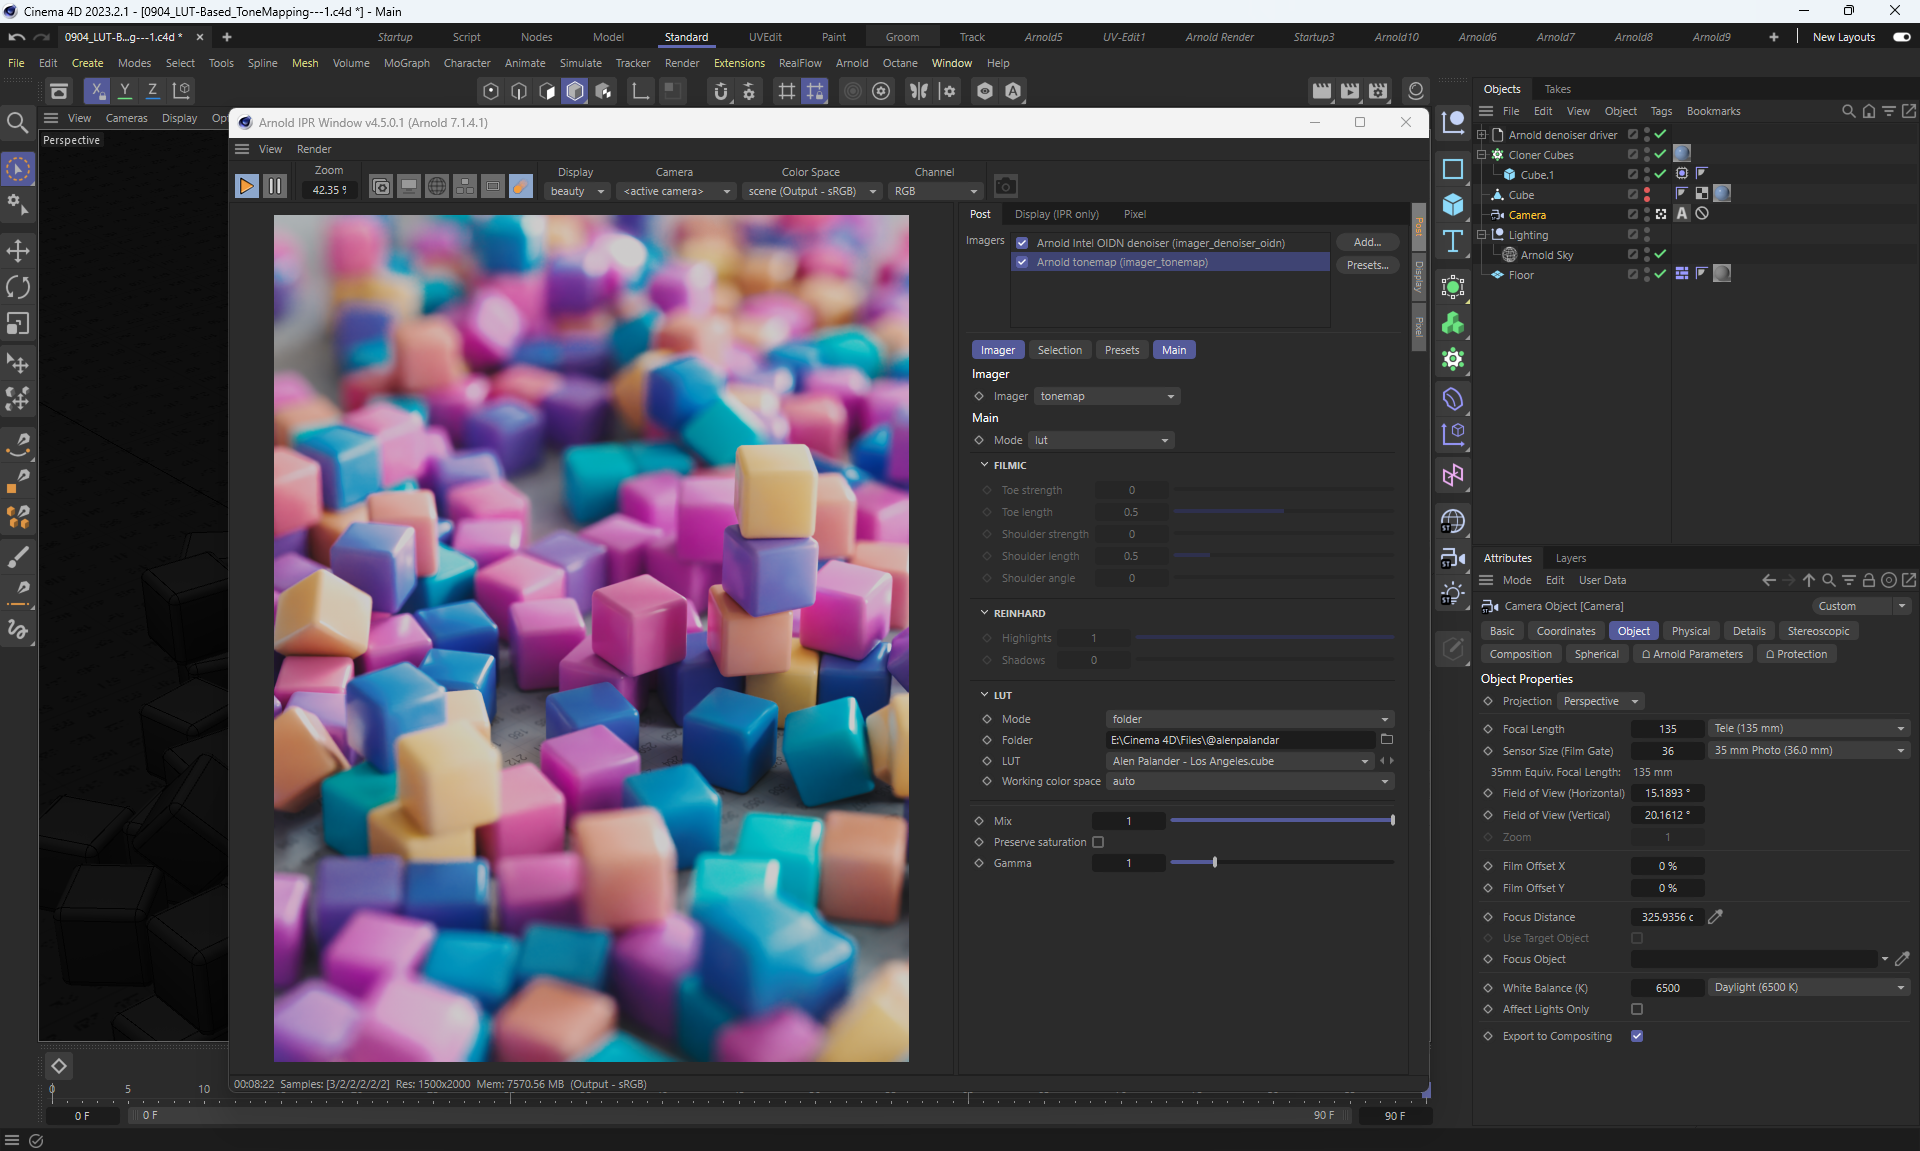 Cinema 4D 2023.2.1 - [0904_LUT-Based_ToneMapping---1.c4d *] - Main
0904_LUT-B...g---1.c4d * Startup Script Nodes Model Standard UVEdit Paint Groom Track Arnold5 UV-Edit1 Arnold Render Startup3 Arnold10 Arnold6 Arnold7 Arnold8 Arnold9 New Layouts
File Edit Create Modes Select Tools Spline Mesh Volume MoGraph Character Animate Simulate Tracker Render Extensions RealFlow Arnold Octane Window Help
X Y Z
View Cameras Display
Perspective
Arnold IPR Window v4.5.0.1 (Arnold 7.1.4.1)
View Render
Zoom Display Camera Color Space Channel
42.35 beauty <active camera> scene (Output - sRGB) RGB
Post Display (IPR only) Pixel
Imagers Arnold Intel OIDN denoiser (imager_denoiser_oidn) Add...
Arnold tonemap (imager_tonemap) Presets...
Post
Display
Pixel
Imager Selection Presets Main
Imager
Imager tonemap
Main
Mode lut
FILMIC
Toe strength 0
Toe length 0.5
Shoulder strength 0
Shoulder length 0.5
Shoulder angle 0
REINHARD
Highlights 1
Shadows 0
LUT
Mode folder
Folder E:\Cinema 4D\Files\@alenpalandar
LUT Alen Palander - Los Angeles.cube
Working color space auto
Mix 1
Preserve saturation
Gamma 1
00:08:22 Samples: [3/2/2/2/2/2] Res: 1500x2000 Mem: 7570.56 MB (Output - sRGB)
0 5 10
0 F 0 F 90 F 90 F
Objects Takes
File Edit View Object Tags Bookmarks
Arnold denoiser driver
Cloner Cubes
Cube.1
Cube
Camera
Lighting
Arnold Sky
Floor
Attributes Layers
Mode Edit User Data
Camera Object [Camera] Custom
Basic Coordinates Object Physical Details Stereoscopic
Composition Spherical Arnold Parameters Protection
Object Properties
Projection Perspective
Focal Length 135 Tele (135 mm)
Sensor Size (Film Gate) 36 35 mm Photo (36.0 mm)
35mm Equiv. Focal Length: 135 mm
Field of View (Horizontal) 15.1893 °
Field of View (Vertical) 20.1612 °
Zoom 1
Film Offset X 0 %
Film Offset Y 0 %
Focus Distance 325.9356 c
Use Target Object
Focus Object
White Balance (K) 6500 Daylight (6500 K)
Affect Lights Only
Export to Compositing